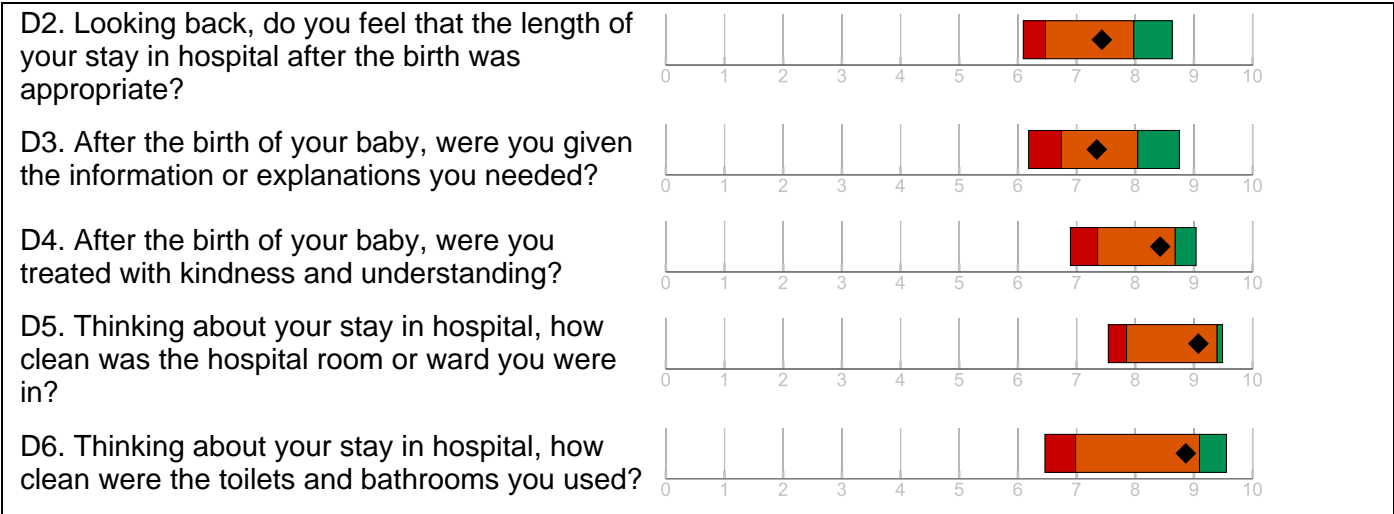 D2. Looking back, do you feel that the length of
your stay in hospital after the birth was
appropriate?
0 1 2 3 4 5 6 7 8 9 10
D3. After the birth of your baby, were you given
the information or explanations you needed?
0 1 2 3 4 5 6 7 8 9 10
D4. After the birth of your baby, were you
treated with kindness and understanding?
0 1 2 3 4 5 6 7 8 9 10
D5. Thinking about your stay in hospital, how
clean was the hospital room or ward you were
in?
0 1 2 3 4 5 6 7 8 9 10
D6. Thinking about your stay in hospital, how
clean were the toilets and bathrooms you used?
0 1 2 3 4 5 6 7 8 9 10